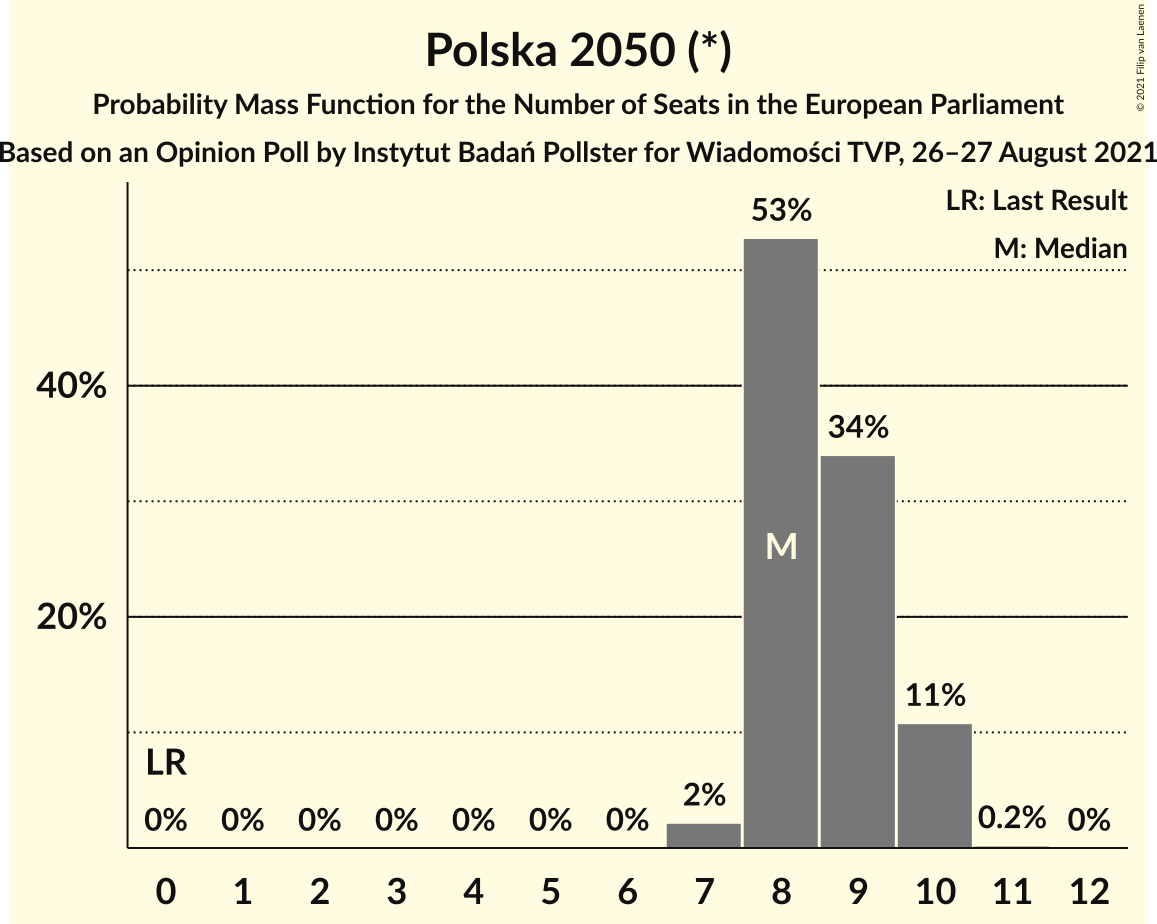 Polska 2050 (*)
© 2021 Filip van Laenen
Probability Mass Function for the Number of Seats in the European Parliament
Based on an Opinion Poll by Instytut Badań Pollster for Wiadomości TVP, 26–27 August 2021
LR: Last Result
M: Median
53%
40%
34%
M
20%
11%
LR
0% 0% 0% 0% 0% 0% 0% 2% 0.2% 0%
0 1 2 3 4 5 6 7 8 9 10 11 12